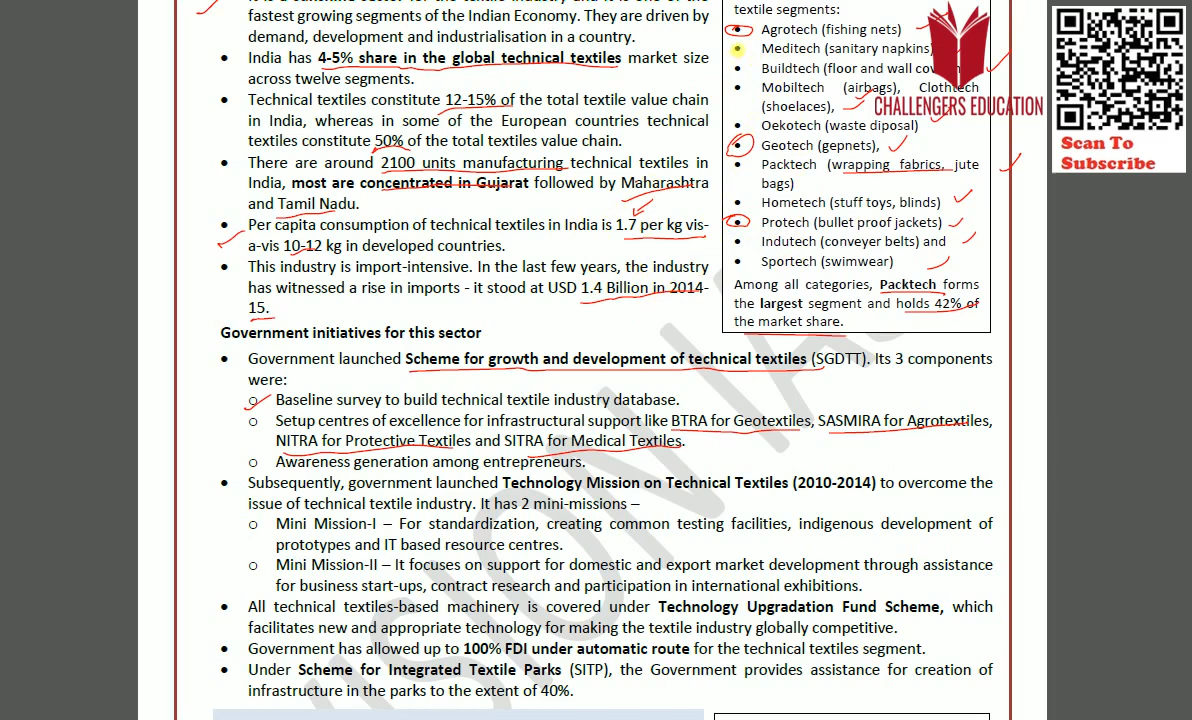 fastest growing segments of the Indian Economy. They are driven by
demand, development and industrialisation in a country.
• India has 4-5% share in the global technical textiles market size
across twelve segments.
• Technical textiles constitute 12-15% of the total textile value chain
in India, whereas in some of the European countries technical
textiles constitute 50% of the total textiles value chain.
• There are around 2100 units manufacturing technical textiles in
India, most are concentrated in Gujarat followed by Maharashtra
and Tamil Nadu.
• Per capita consumption of technical textiles in India is 1.7 per kg vis-
a-vis 10-12 kg in developed countries.
• This industry is import-intensive. In the last few years, the industry
has witnessed a rise in imports - it stood at USD 1.4 Billion in 2014-
15.
textile segments:
• Agrotech (fishing nets)
• Meditech (sanitary napkins)
• Buildtech (floor and wall
• Mobiltech (airbags), Clothtech
(shoelaces),
• Oekotech (waste diposal)
• Geotech (gepnets),
• Packtech (wrapping fabrics, jute
bags)
• Hometech (stuff toys, blinds)
• Protech (bullet proof jackets)
• Indutech (conveyer belts) and
• Sportech (swimwear)
Among all categories, Packtech forms
the largest segment and holds 42% of
the market share.
CHALLENGERS EDUCATION
Scan To
Subscribe
Government initiatives for this sector
• Government launched Scheme for growth and development of technical textiles (SGDTT). Its 3 components
were:
o Baseline survey to build technical textile industry database.
o Setup centres of excellence for infrastructural support like BTRA for Geotextiles, SASMIRA for Agrotextiles,
NITRA for Protective Textiles and SITRA for Medical Textiles.
o Awareness generation among entrepreneurs.
• Subsequently, government launched Technology Mission on Technical Textiles (2010-2014) to overcome the
issue of technical textile industry. It has 2 mini-missions –
o Mini Mission-I – For standardization, creating common testing facilities, indigenous development of
prototypes and IT based resource centres.
o Mini Mission-II – It focuses on support for domestic and export market development through assistance
for business start-ups, contract research and participation in international exhibitions.
• All technical textiles-based machinery is covered under Technology Upgradation Fund Scheme, which
facilitates new and appropriate technology for making the textile industry globally competitive.
• Government has allowed up to 100% FDI under automatic route for the technical textiles segment.
• Under Scheme for Integrated Textile Parks (SITP), the Government provides assistance for creation of
infrastructure in the parks to the extent of 40%.
VISION IAS